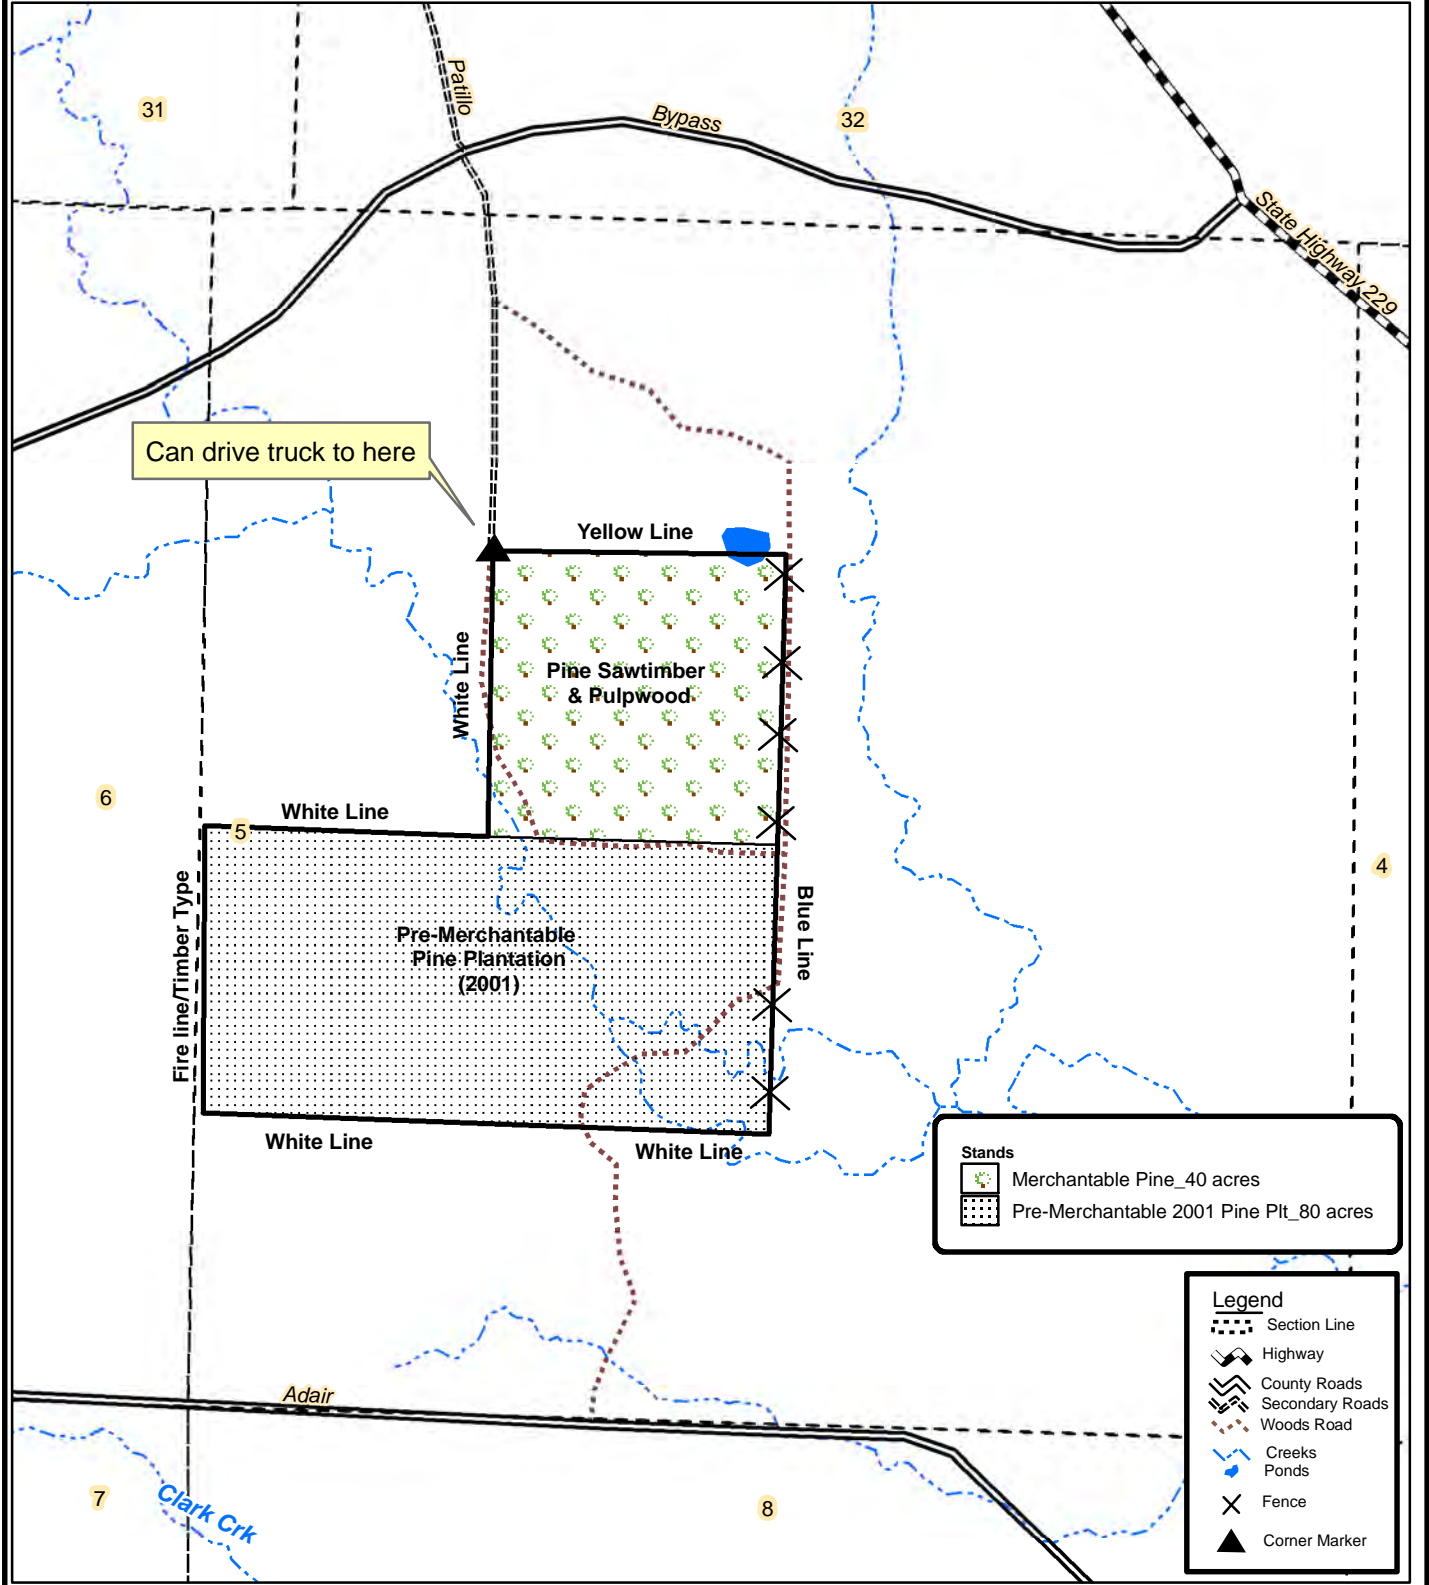 31
Patillo
Bypass
32
State Highway 229
Can drive truck to here
Yellow Line
White Line
Pine Sawtimber
& Pulpwood
6
White Line
5
4
Fire line/Timber Type
Pre-Merchantable
Pine Plantation
(2001)
Blue Line
White Line
White Line
Stands
Merchantable Pine_40 acres
Pre-Merchantable 2001 Pine Plt_80 acres
Legend
Section Line
Highway
County Roads
Secondary Roads
Woods Road
Creeks
Ponds
Fence
Corner Marker
Adair
7
Clark Crk
8